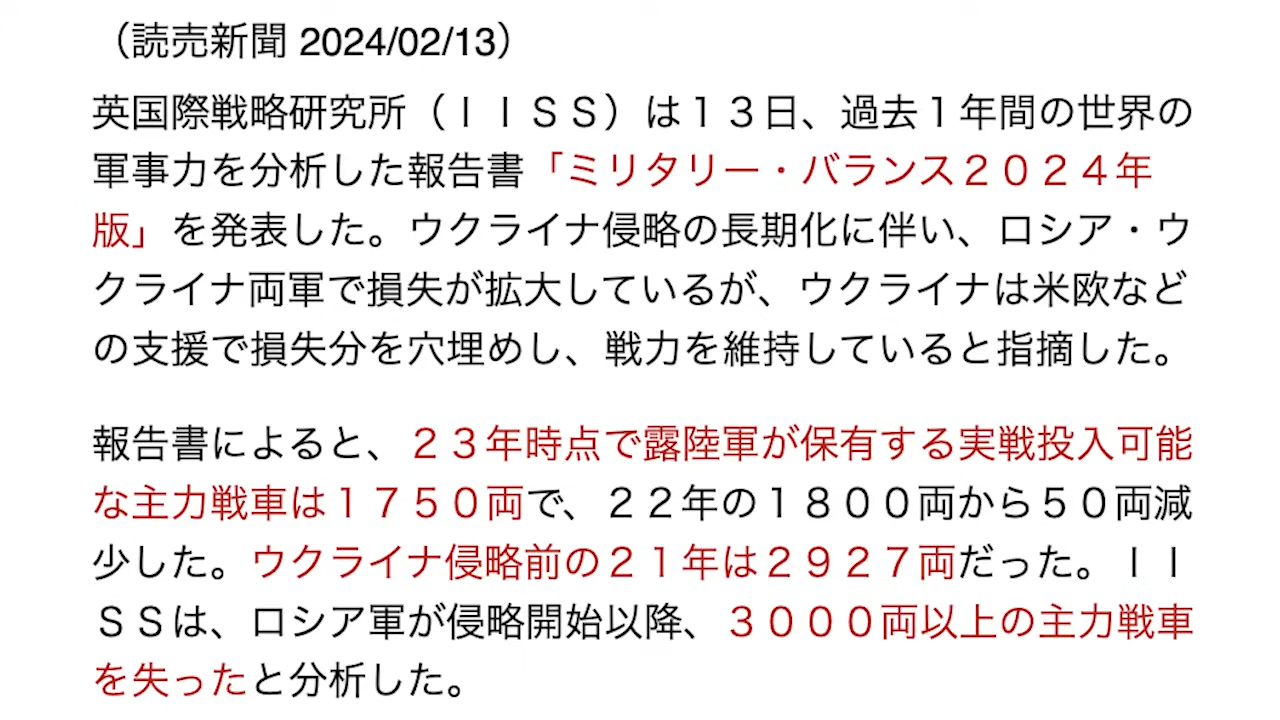 （読売新聞 2024/02/13）
英国際戦略研究所（ＩＩＳＳ）は１３日、過去１年間の世界の
軍事力を分析した報告書「ミリタリー・バランス２０２４年
版」を発表した。ウクライナ侵略の長期化に伴い、ロシア・ウ
クライナ両軍で損失が拡大しているが、ウクライナは米欧など
の支援で損失分を穴埋めし、戦力を維持していると指摘した。
報告書によると、２３年時点で露陸軍が保有する実戦投入可能
な主力戦車は１７５０両で、２２年の１８００両から５０両減
少した。ウクライナ侵略前の２１年は２９２７両だった。ＩＩ
ＳＳは、ロシア軍が侵略開始以降、３０００両以上の主力戦車
を失ったと分析した。